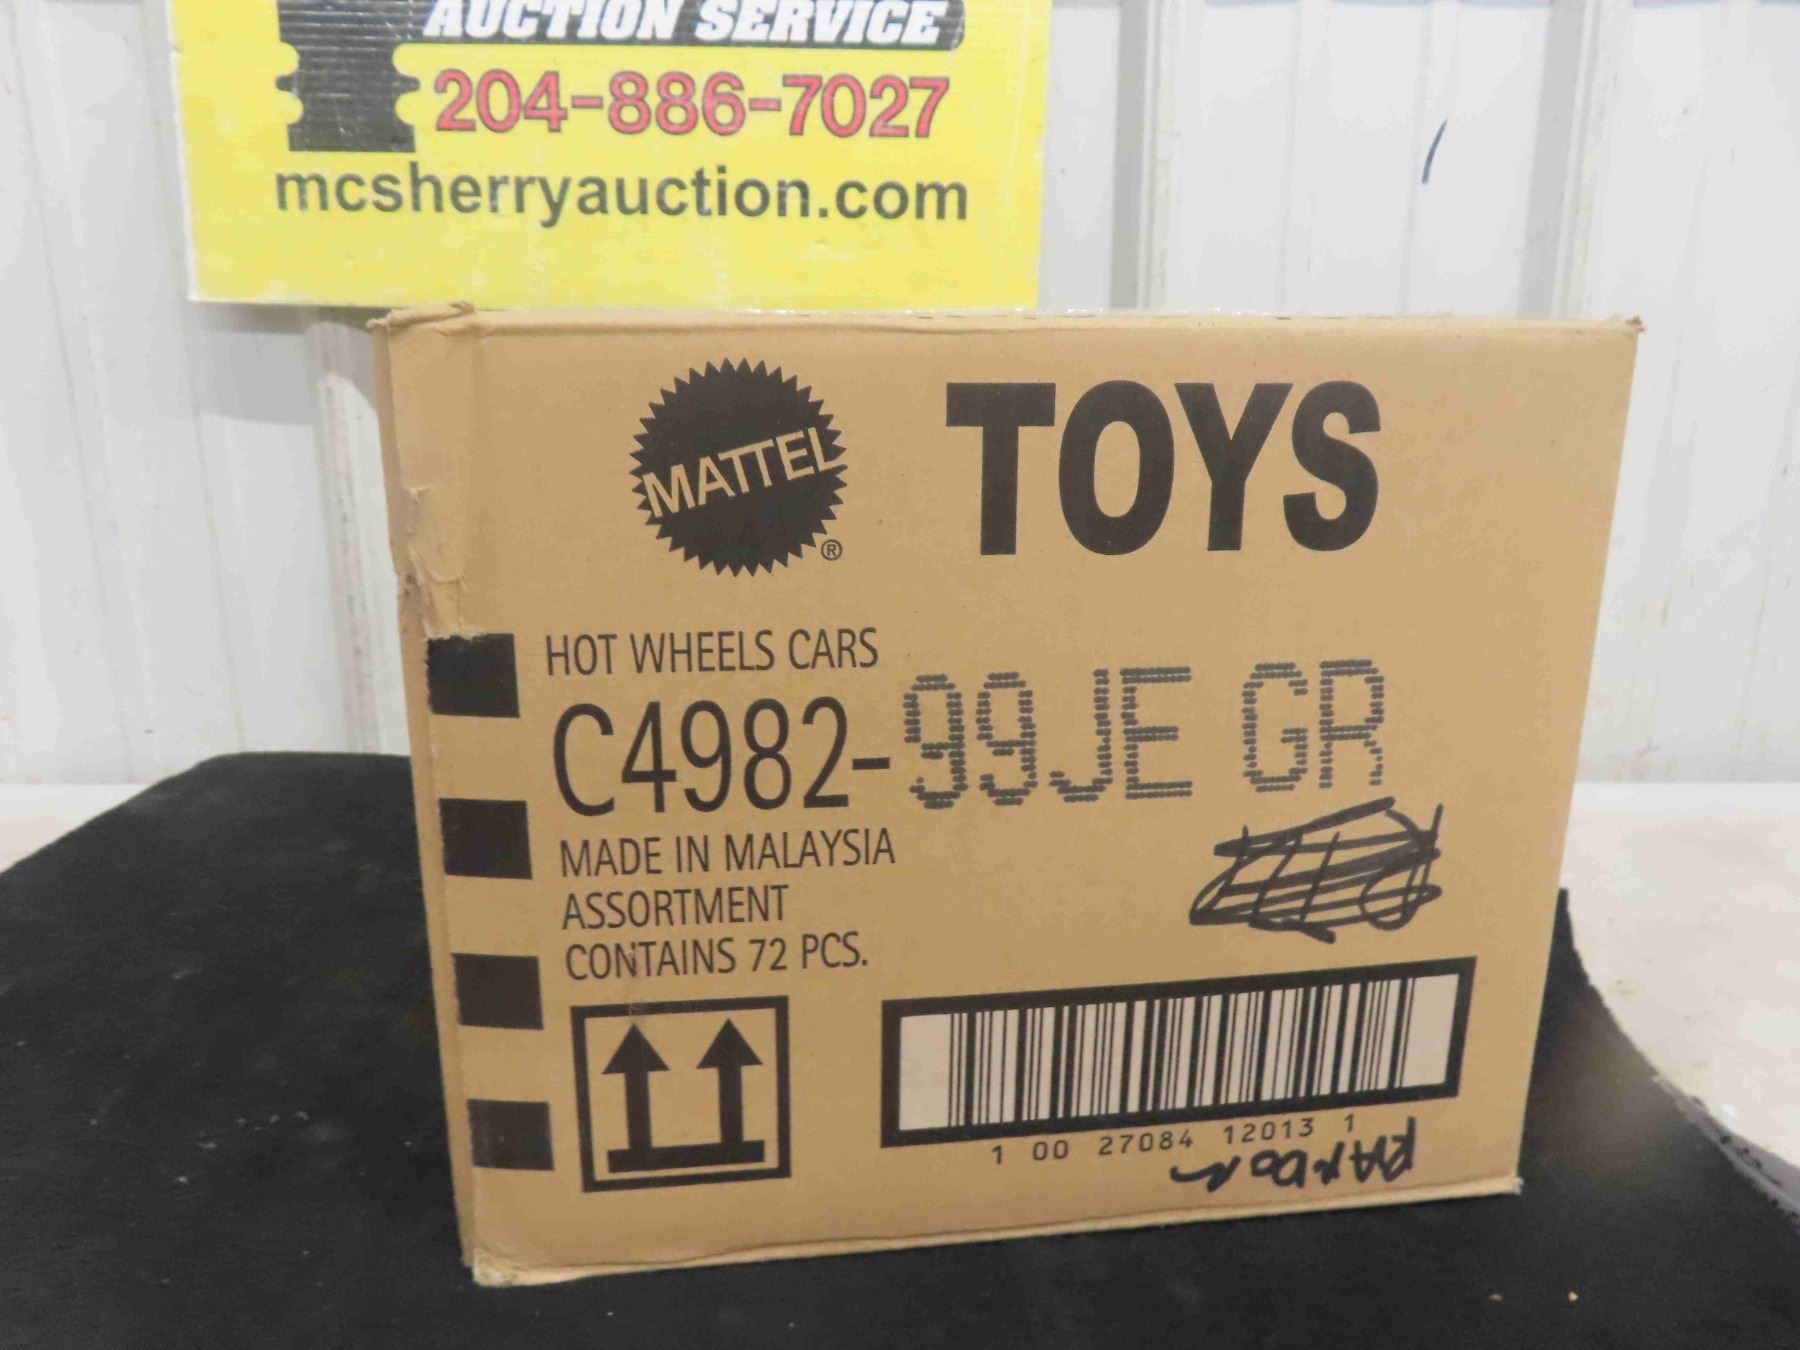 AUCTION SERVICE
204-886-7027
mcsherryauction.com
MATTEL ® TOYS
HOT WHEELS CARS
C4982-99JE GR
MADE IN MALAYSIA
ASSORTMENT
CONTAINS 72 PCS.
1 00 27084 12013 1